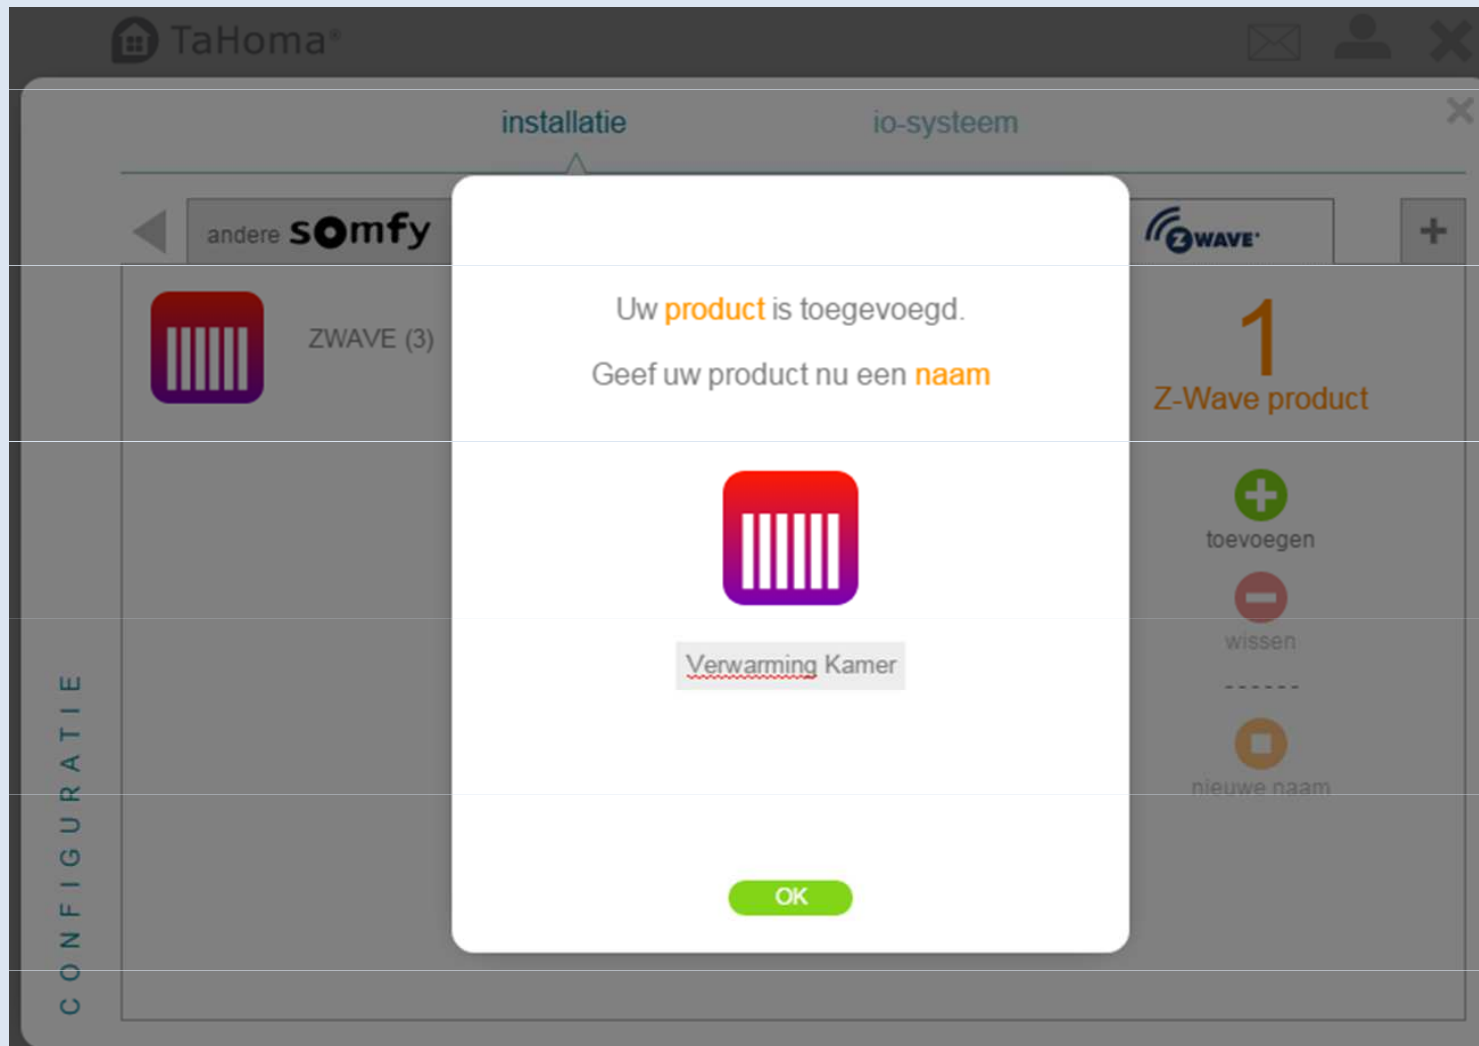 TaHoma®
installatie
io-systeem
andere somfy
Z WAVE
ZWAVE (3)
Uw product is toegevoegd.
Geef uw product nu een naam
Verwarming Kamer
OK
1
Z-Wave product
toevoegen
wissen
nieuwe naam
CONFIGURATIE